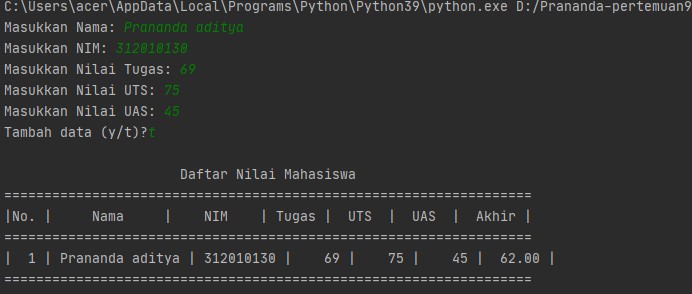 C:\Users\acer\AppData\Local\Programs\Python\Python39\python.exe D:/Prananda-pertemuan9
Masukkan Nama: Prananda aditya
Masukkan NIM: 312010130
Masukkan Nilai Tugas: 69
Masukkan Nilai UTS: 75
Masukkan Nilai UAS: 45
Tambah data (y/t)?t
Daftar Nilai Mahasiswa
==================================================================
|No. |     Nama     |    NIM    | Tugas |  UTS  |  UAS  |  Akhir |
==================================================================
|  1 | Prananda aditya | 312010130 |    69 |    75 |    45 |  62.00 |
==================================================================